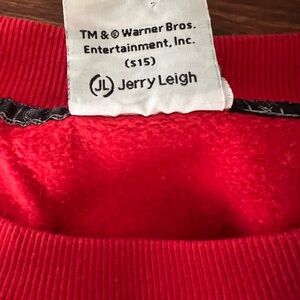 TM & © Warner Bros.
Entertainment, Inc.
(s15)
JL Jerry Leigh